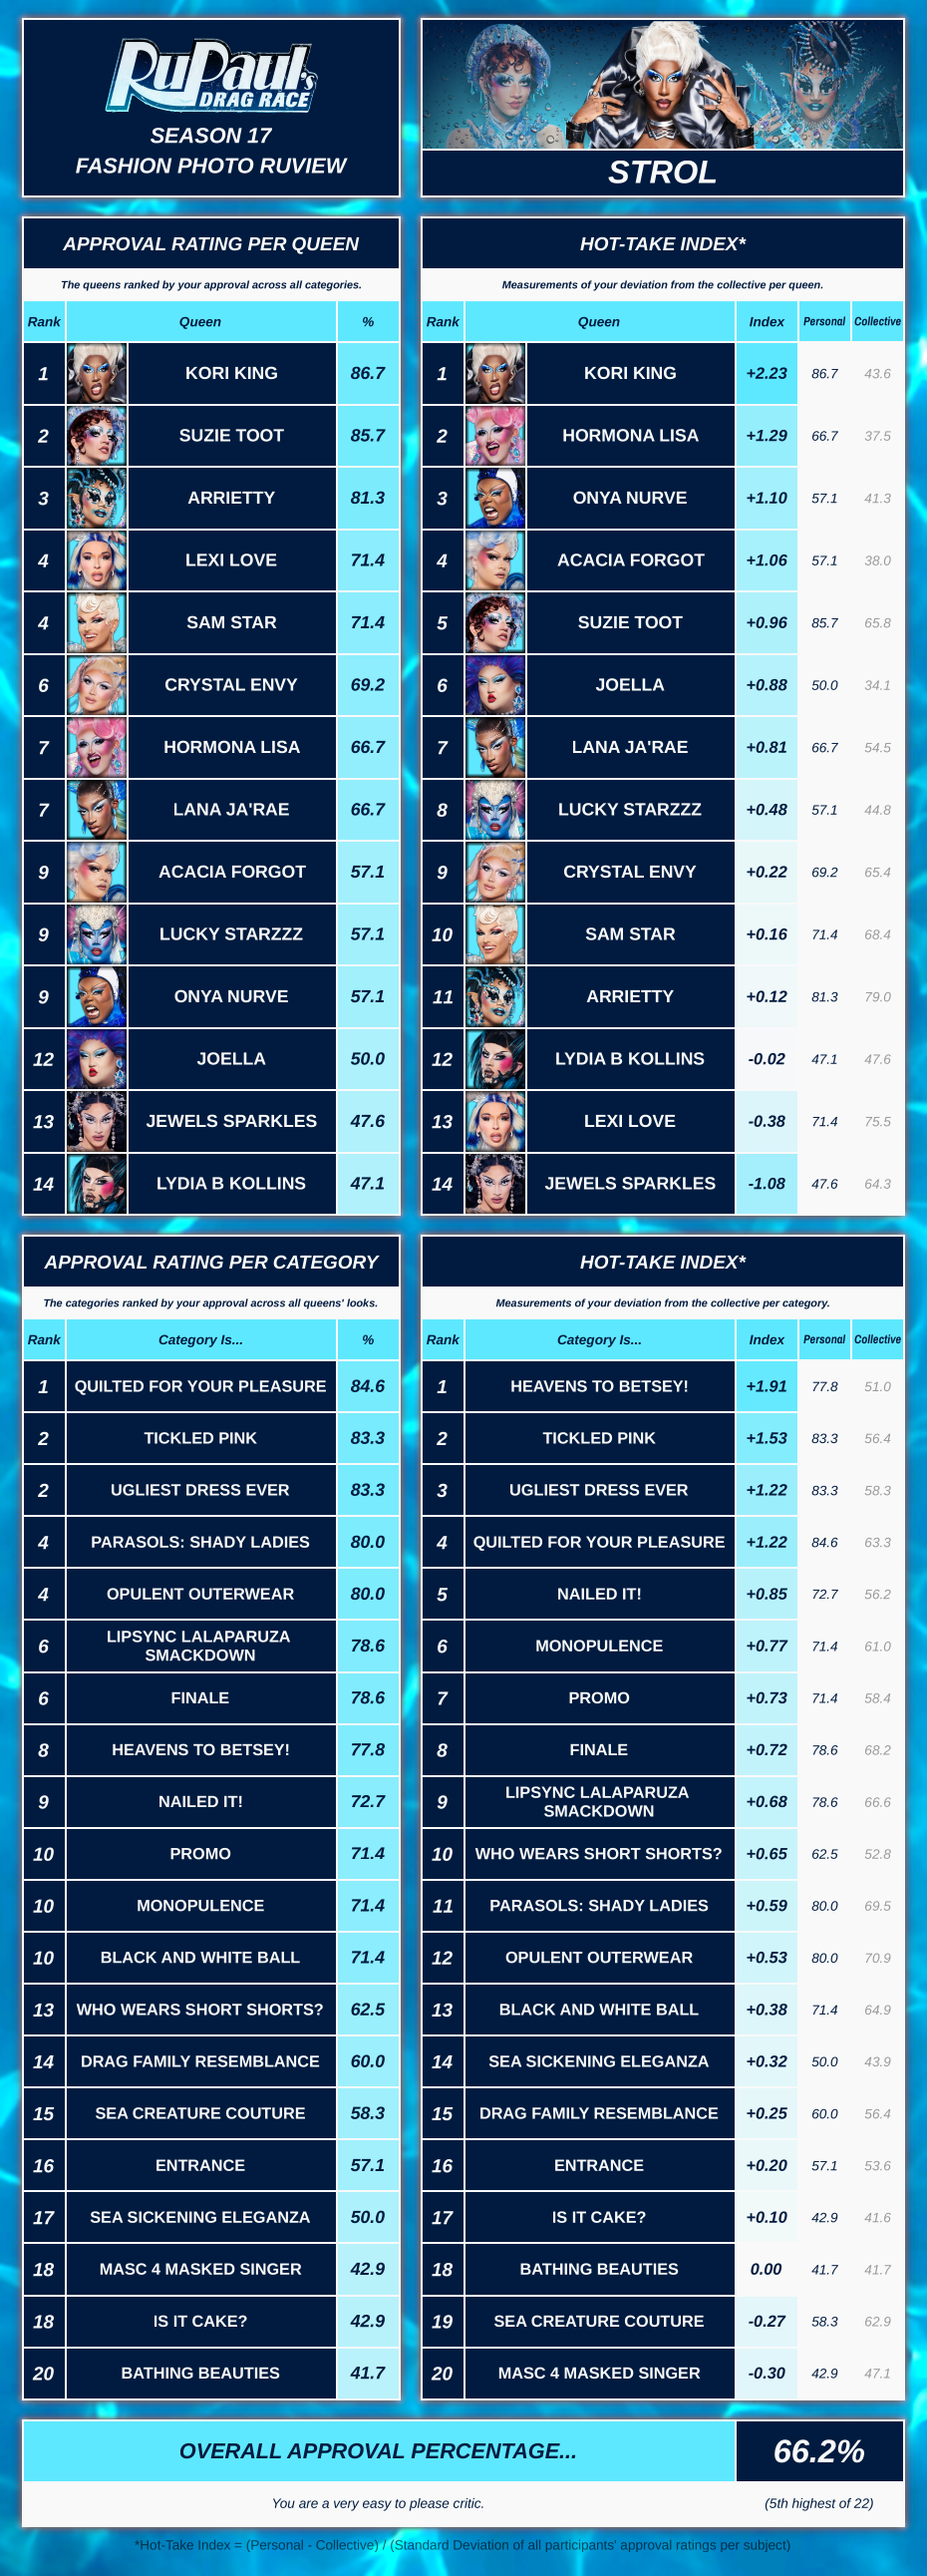 RuPaul's
DRAG RACE
SEASON 17
FASHION PHOTO RUVIEW
STROL
APPROVAL RATING PER QUEEN
The queens ranked by your approval across all categories.
Rank Queen %
1 KORI KING 86.7
2 SUZIE TOOT 85.7
3 ARRIETTY 81.3
4 LEXI LOVE 71.4
4 SAM STAR 71.4
6 CRYSTAL ENVY 69.2
7 HORMONA LISA 66.7
7 LANA JA'RAE 66.7
9 ACACIA FORGOT 57.1
9 LUCKY STARZZZ 57.1
9 ONYA NURVE 57.1
12 JOELLA 50.0
13 JEWELS SPARKLES 47.6
14 LYDIA B KOLLINS 47.1
HOT-TAKE INDEX*
Measurements of your deviation from the collective per queen.
Rank Queen Index Personal Collective
1 KORI KING +2.23 86.7 43.6
2 HORMONA LISA +1.29 66.7 37.5
3 ONYA NURVE +1.10 57.1 41.3
4 ACACIA FORGOT +1.06 57.1 38.0
5 SUZIE TOOT +0.96 85.7 65.8
6 JOELLA +0.88 50.0 34.1
7 LANA JA'RAE +0.81 66.7 54.5
8 LUCKY STARZZZ +0.48 57.1 44.8
9 CRYSTAL ENVY +0.22 69.2 65.4
10 SAM STAR +0.16 71.4 68.4
11 ARRIETTY +0.12 81.3 79.0
12 LYDIA B KOLLINS -0.02 47.1 47.6
13 LEXI LOVE -0.38 71.4 75.5
14 JEWELS SPARKLES -1.08 47.6 64.3
APPROVAL RATING PER CATEGORY
The categories ranked by your approval across all queens' looks.
Rank Category Is... %
1 QUILTED FOR YOUR PLEASURE 84.6
2 TICKLED PINK 83.3
2 UGLIEST DRESS EVER 83.3
4 PARASOLS: SHADY LADIES 80.0
4 OPULENT OUTERWEAR 80.0
6 LIPSYNC LALAPARUZA
SMACKDOWN 78.6
6 FINALE 78.6
8 HEAVENS TO BETSEY! 77.8
9 NAILED IT! 72.7
10 PROMO 71.4
10 MONOPULENCE 71.4
10 BLACK AND WHITE BALL 71.4
13 WHO WEARS SHORT SHORTS? 62.5
14 DRAG FAMILY RESEMBLANCE 60.0
15 SEA CREATURE COUTURE 58.3
16 ENTRANCE 57.1
17 SEA SICKENING ELEGANZA 50.0
18 MASC 4 MASKED SINGER 42.9
18 IS IT CAKE? 42.9
20 BATHING BEAUTIES 41.7
HOT-TAKE INDEX*
Measurements of your deviation from the collective per category.
Rank Category Is... Index Personal Collective
1 HEAVENS TO BETSEY! +1.91 77.8 51.0
2 TICKLED PINK +1.53 83.3 56.4
3 UGLIEST DRESS EVER +1.22 83.3 58.3
4 QUILTED FOR YOUR PLEASURE +1.22 84.6 63.3
5 NAILED IT! +0.85 72.7 56.2
6 MONOPULENCE +0.77 71.4 61.0
7 PROMO +0.73 71.4 58.4
8 FINALE +0.72 78.6 68.2
9 LIPSYNC LALAPARUZA
SMACKDOWN +0.68 78.6 66.6
10 WHO WEARS SHORT SHORTS? +0.65 62.5 52.8
11 PARASOLS: SHADY LADIES +0.59 80.0 69.5
12 OPULENT OUTERWEAR +0.53 80.0 70.9
13 BLACK AND WHITE BALL +0.38 71.4 64.9
14 SEA SICKENING ELEGANZA +0.32 50.0 43.9
15 DRAG FAMILY RESEMBLANCE +0.25 60.0 56.4
16 ENTRANCE +0.20 57.1 53.6
17 IS IT CAKE? +0.10 42.9 41.6
18 BATHING BEAUTIES 0.00 41.7 41.7
19 SEA CREATURE COUTURE -0.27 58.3 62.9
20 MASC 4 MASKED SINGER -0.30 42.9 47.1
OVERALL APPROVAL PERCENTAGE... 66.2%
You are a very easy to please critic. (5th highest of 22)
*Hot-Take Index = (Personal - Collective) / (Standard Deviation of all participants' approval ratings per subject)